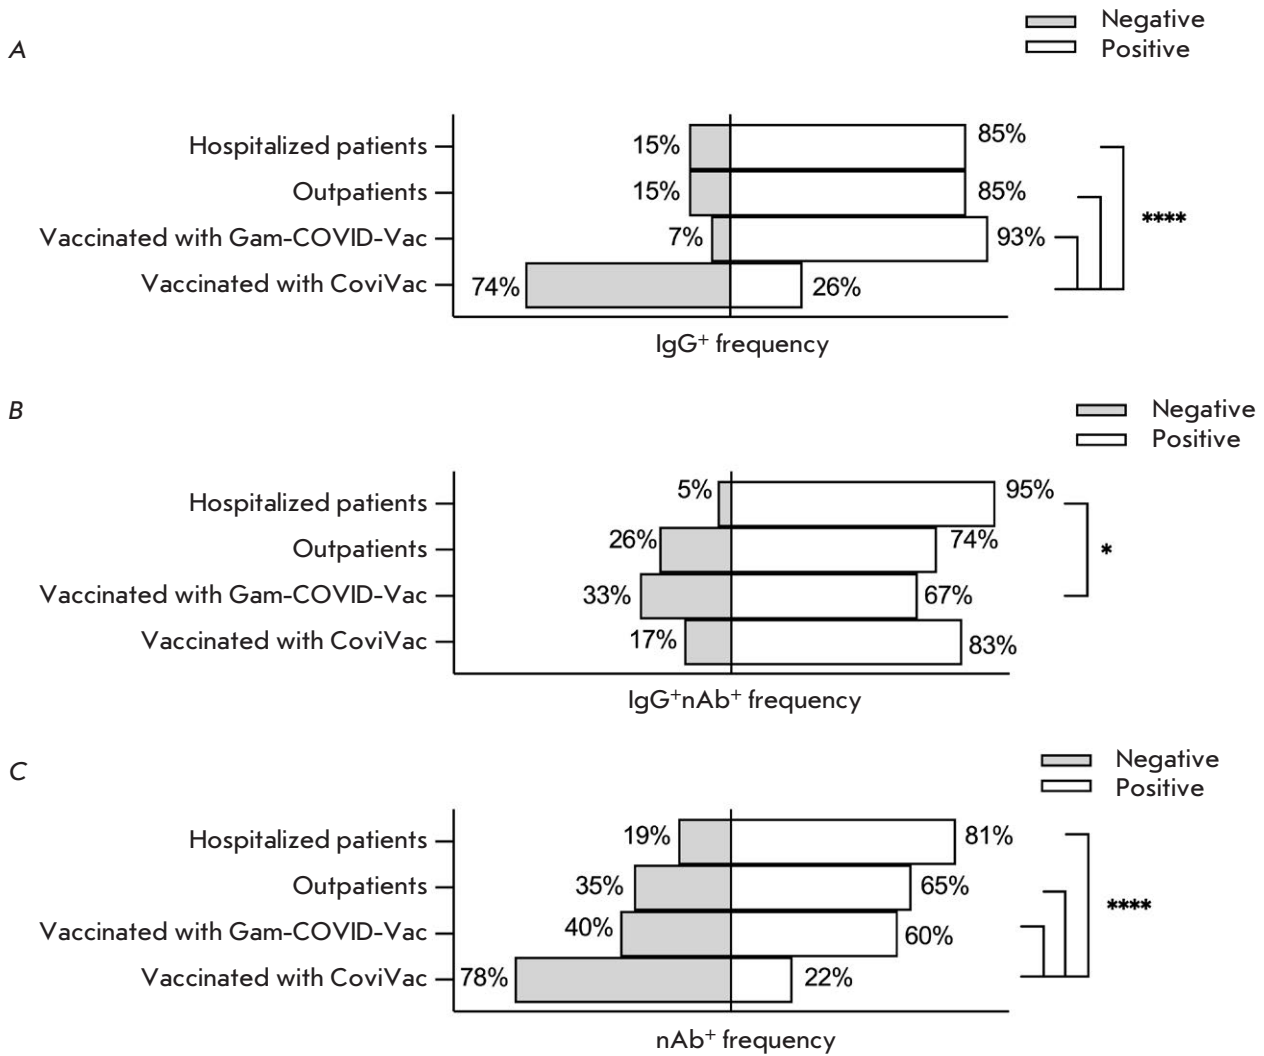 A
Negative
Positive
Hospitalized patients 15% 85%
Outpatients 15% 85%
Vaccinated with Gam-COVID-Vac 7% 93%
****
Vaccinated with CoviVac 74% 26%
IgG⁺ frequency
B
Negative
Positive
Hospitalized patients 5% 95%
Outpatients 26% 74%
*
Vaccinated with Gam-COVID-Vac 33% 67%
Vaccinated with CoviVac 17% 83%
IgG⁺nAb⁺ frequency
C
Negative
Positive
Hospitalized patients 19% 81%
Outpatients 35% 65%
****
Vaccinated with Gam-COVID-Vac 40% 60%
Vaccinated with CoviVac 78% 22%
nAb⁺ frequency